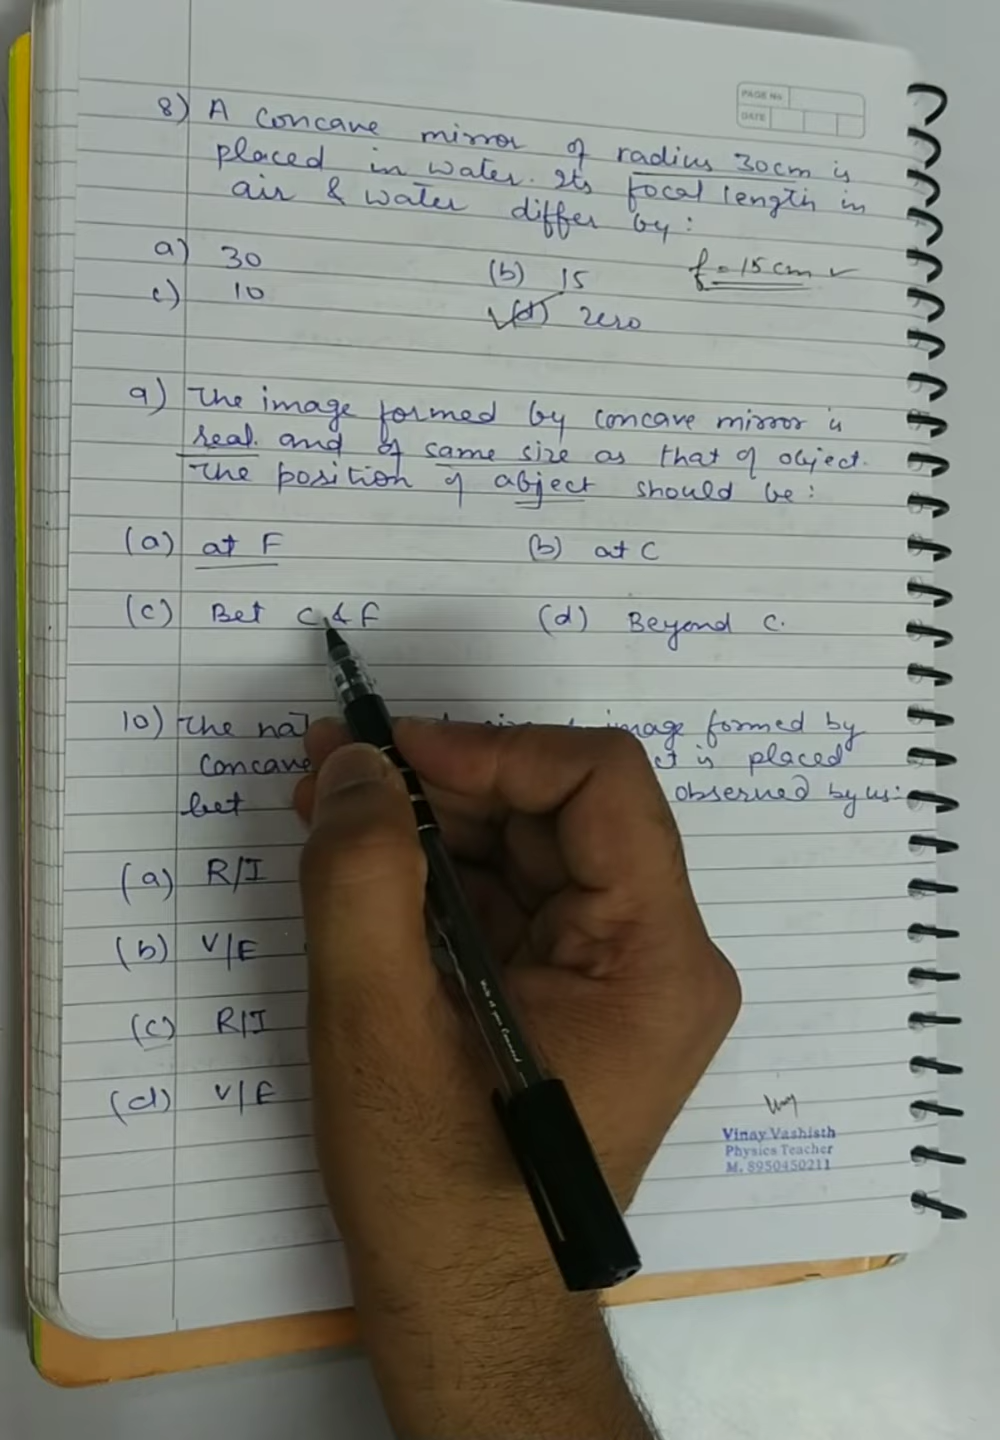 PAGE No.
DATE
8) A concave mirror of radius 30cm is
placed in water. Its focal length in
air & water differ by:
a) 30 (b) 15 f = 15 cm ✓
c) 10 ✓(d) zero
9) The image formed by concave mirror is
real. and of same size as that of object.
The position of object should be:
(a) at F (b) at C
(c) Bet C & F (d) Beyond C.
10) The image formed by
Concave is placed
bet observed by us:
(a) R/I
(b) V/E
(c) R/I
(d) V/E
Vinay Vashisth
Physics Teacher
M. 8950450211